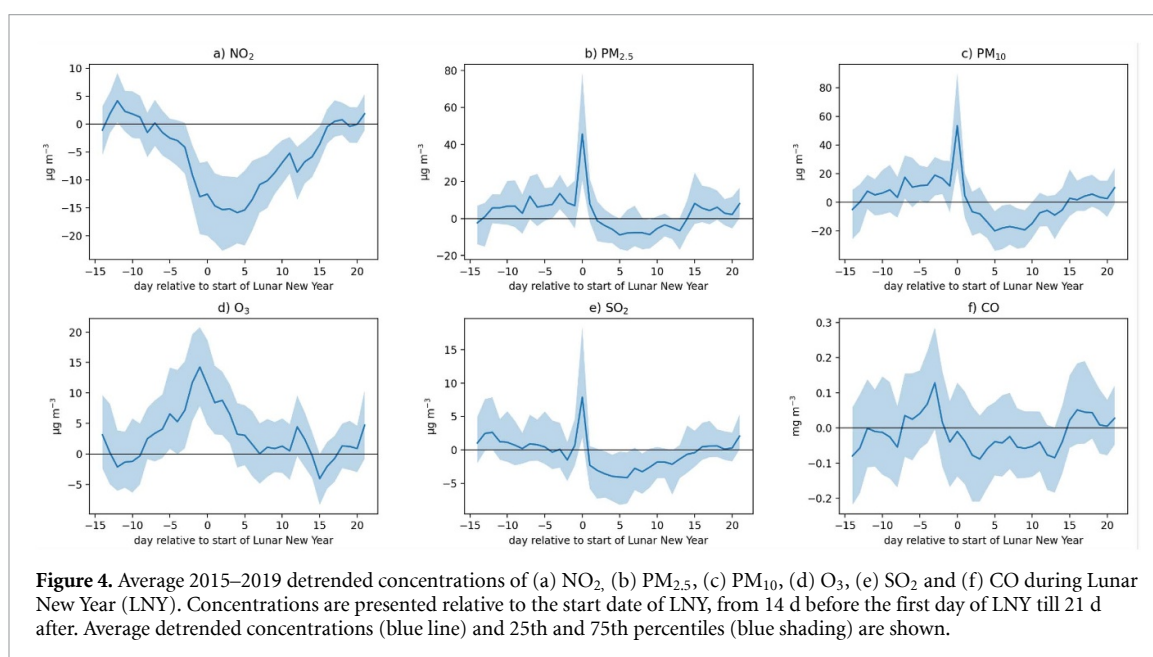 a) NO₂
10
5
0
−5
−10
−15
−20
µg m⁻³
−15 −10 −5 0 5 10 15 20
day relative to start of Lunar New Year
b) PM₂.₅
80
60
40
20
0
−20
µg m⁻³
−15 −10 −5 0 5 10 15 20
day relative to start of Lunar New Year
c) PM₁₀
80
60
40
20
0
−20
µg m⁻³
−15 −10 −5 0 5 10 15 20
day relative to start of Lunar New Year
d) O₃
20
15
10
5
0
−5
µg m⁻³
−15 −10 −5 0 5 10 15 20
day relative to start of Lunar New Year
e) SO₂
15
10
5
0
−5
µg m⁻³
−15 −10 −5 0 5 10 15 20
day relative to start of Lunar New Year
f) CO
0.3
0.2
0.1
0.0
−0.1
−0.2
mg m⁻³
−15 −10 −5 0 5 10 15 20
day relative to start of Lunar New Year
Figure 4. Average 2015–2019 detrended concentrations of (a) NO₂, (b) PM₂.₅, (c) PM₁₀, (d) O₃, (e) SO₂ and (f) CO during Lunar
New Year (LNY). Concentrations are presented relative to the start date of LNY, from 14 d before the first day of LNY till 21 d
after. Average detrended concentrations (blue line) and 25th and 75th percentiles (blue shading) are shown.